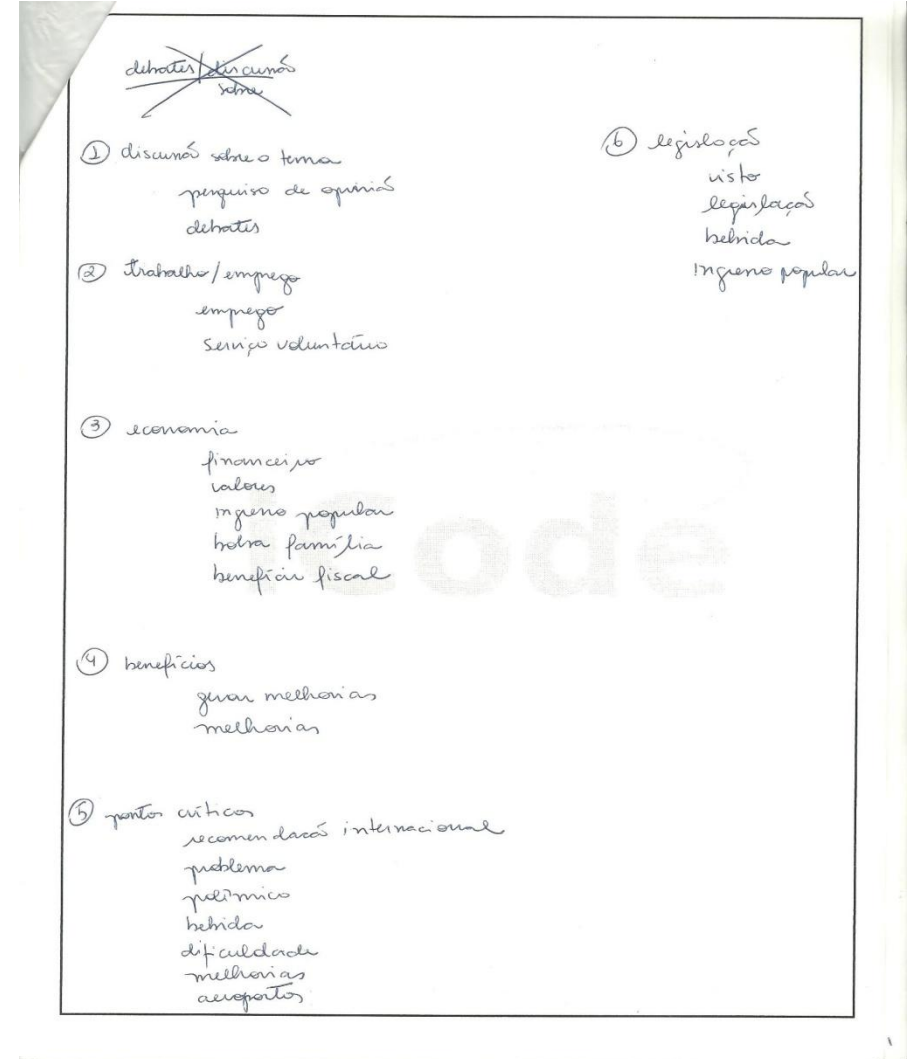 debates/discussão
sobre
① discussão sobre o tema
pesquisa de opinião
debates
② trabalho/emprego
emprego
serviço voluntário
③ economia
financeiro
valores
ingresso popular
bolsa família
benefício fiscal
④ benefícios
gerar melhorias
melhorias
⑤ pontos críticos
recomendação internacional
problema
polêmico
bebida
dificuldade
melhorias
aeroportos
⑥ legislação
visto
legislação
bebida
ingresso popular
iCode